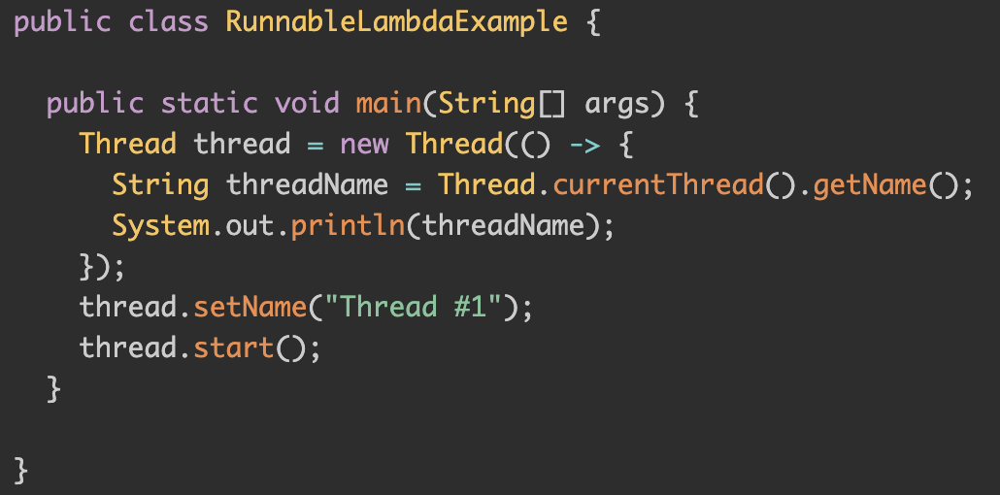 public class RunnableLambdaExample {
public static void main(String[] args) {
Thread thread = new Thread(() -> {
String threadName = Thread.currentThread().getName();
System.out.println(threadName);
});
thread.setName("Thread #1");
thread.start();
}
}